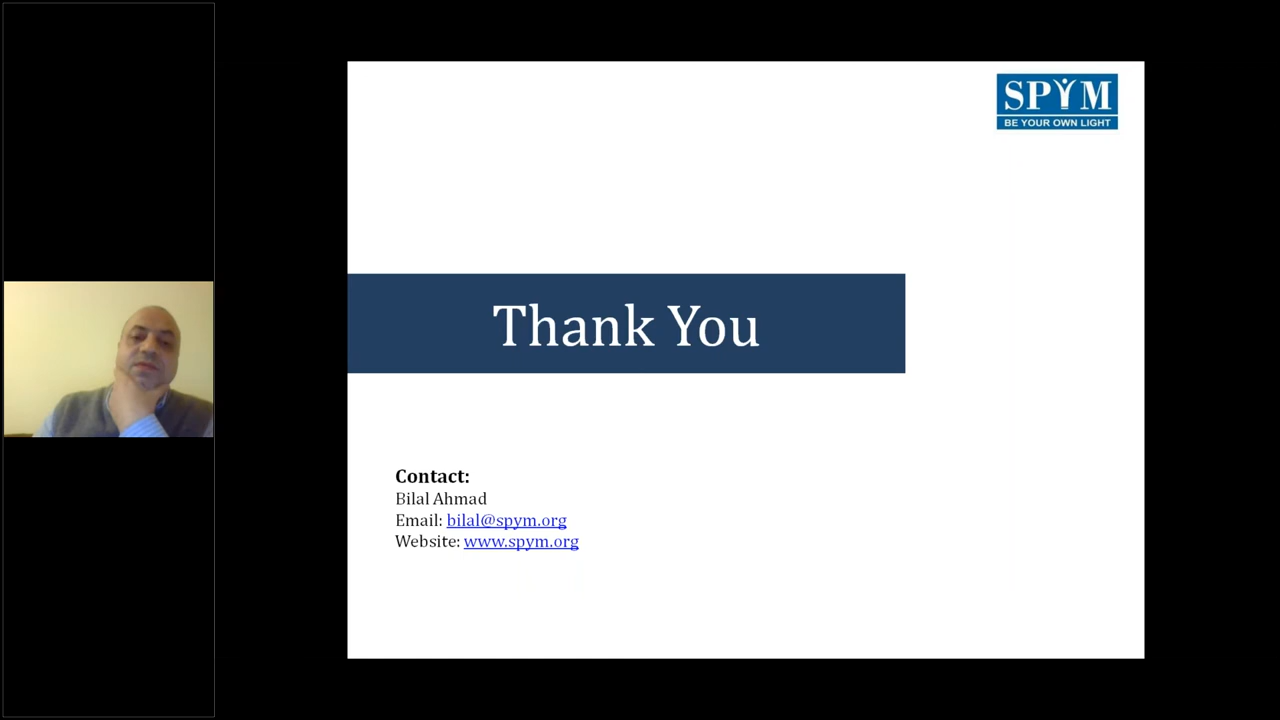 SPYM
BE YOUR OWN LIGHT
Thank You
Contact:
Bilal Ahmad
Email: bilal@spym.org
Website: www.spym.org